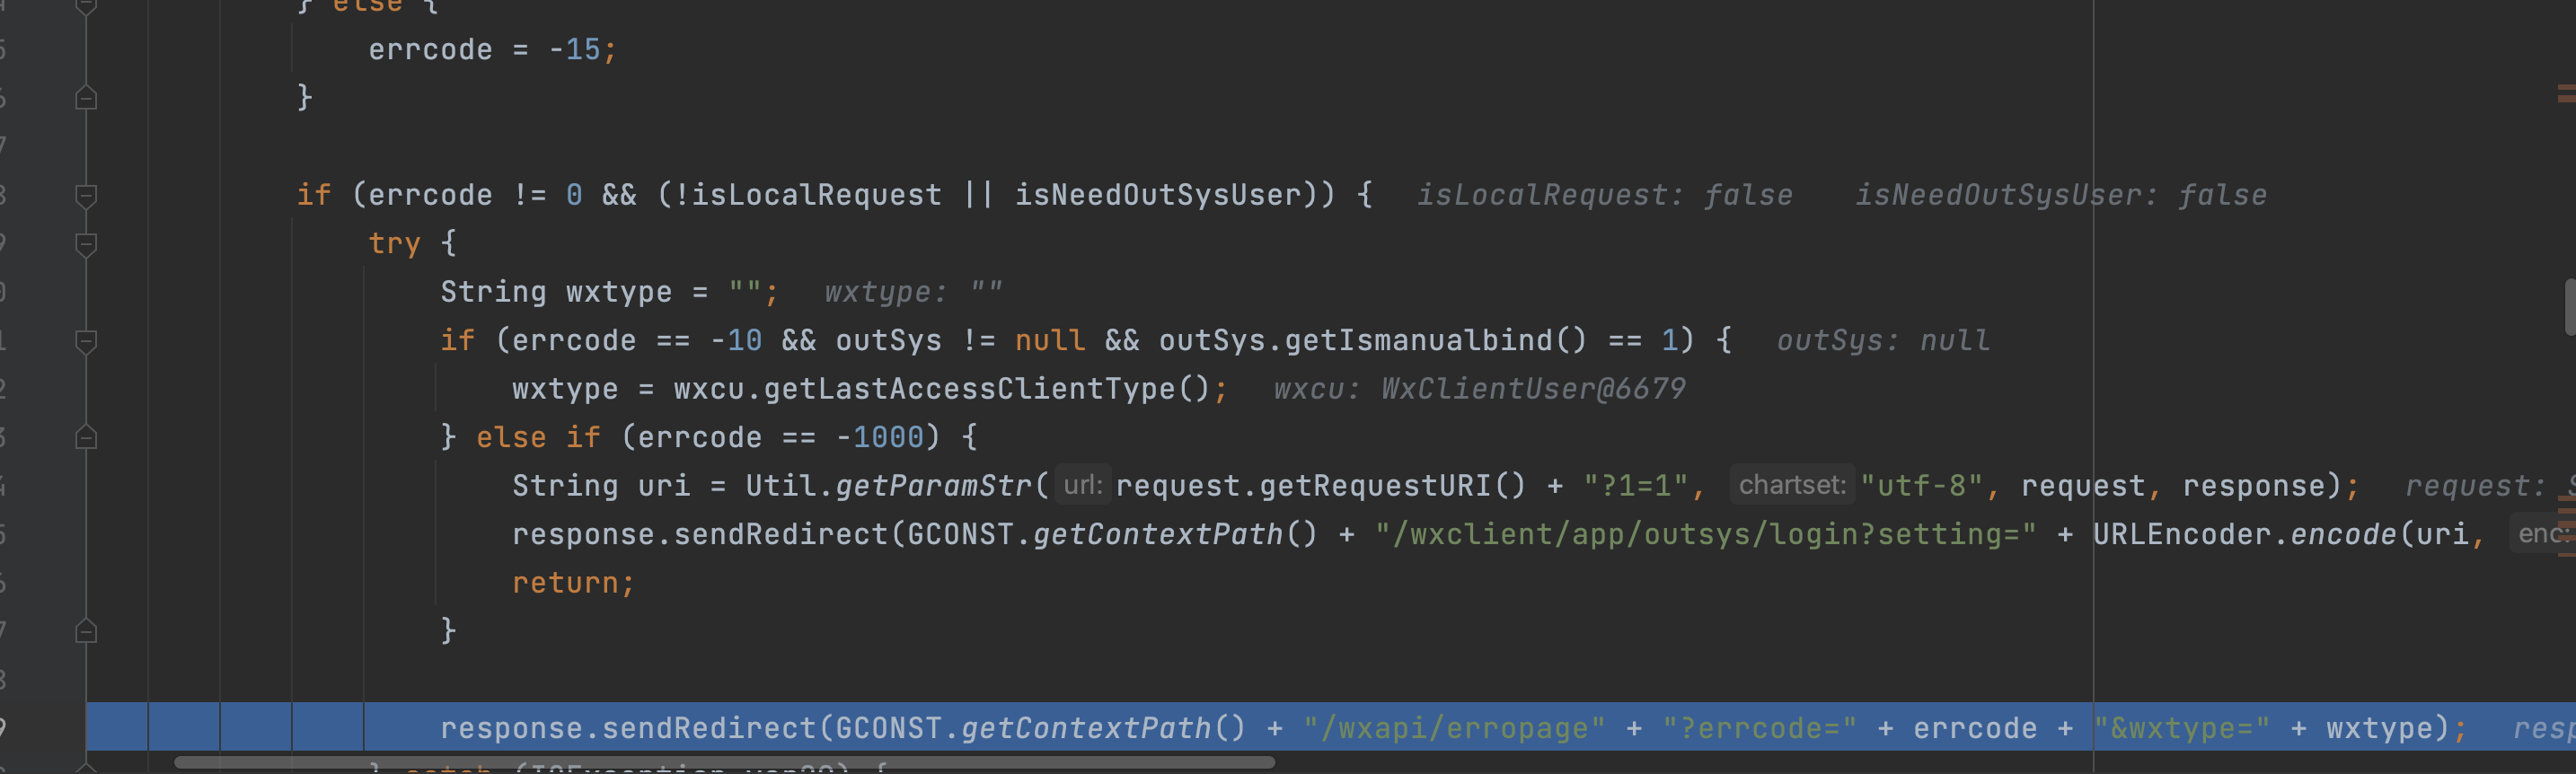 } else {
errcode = -15;
}
if (errcode != 0 && (!isLocalRequest || isNeedOutSysUser)) { isLocalRequest: false isNeedOutSysUser: false
try {
String wxtype = ""; wxtype: ""
if (errcode == -10 && outSys != null && outSys.getIsmanualbind() == 1) { outSys: null
wxtype = wxcu.getLastAccessClientType(); wxcu: WxClientUser@6679
} else if (errcode == -1000) {
String uri = Util.getParamStr( url: request.getRequestURI() + "?1=1", chartset: "utf-8", request, response); request:
response.sendRedirect(GCONST.getContextPath() + "/wxclient/app/outsys/login?setting=" + URLEncoder.encode(uri, enc:
return;
}
response.sendRedirect(GCONST.getContextPath() + "/wxapi/erropage" + "?errcode=" + errcode + "&wxtype=" + wxtype); resp
} catch (IOException var29) {